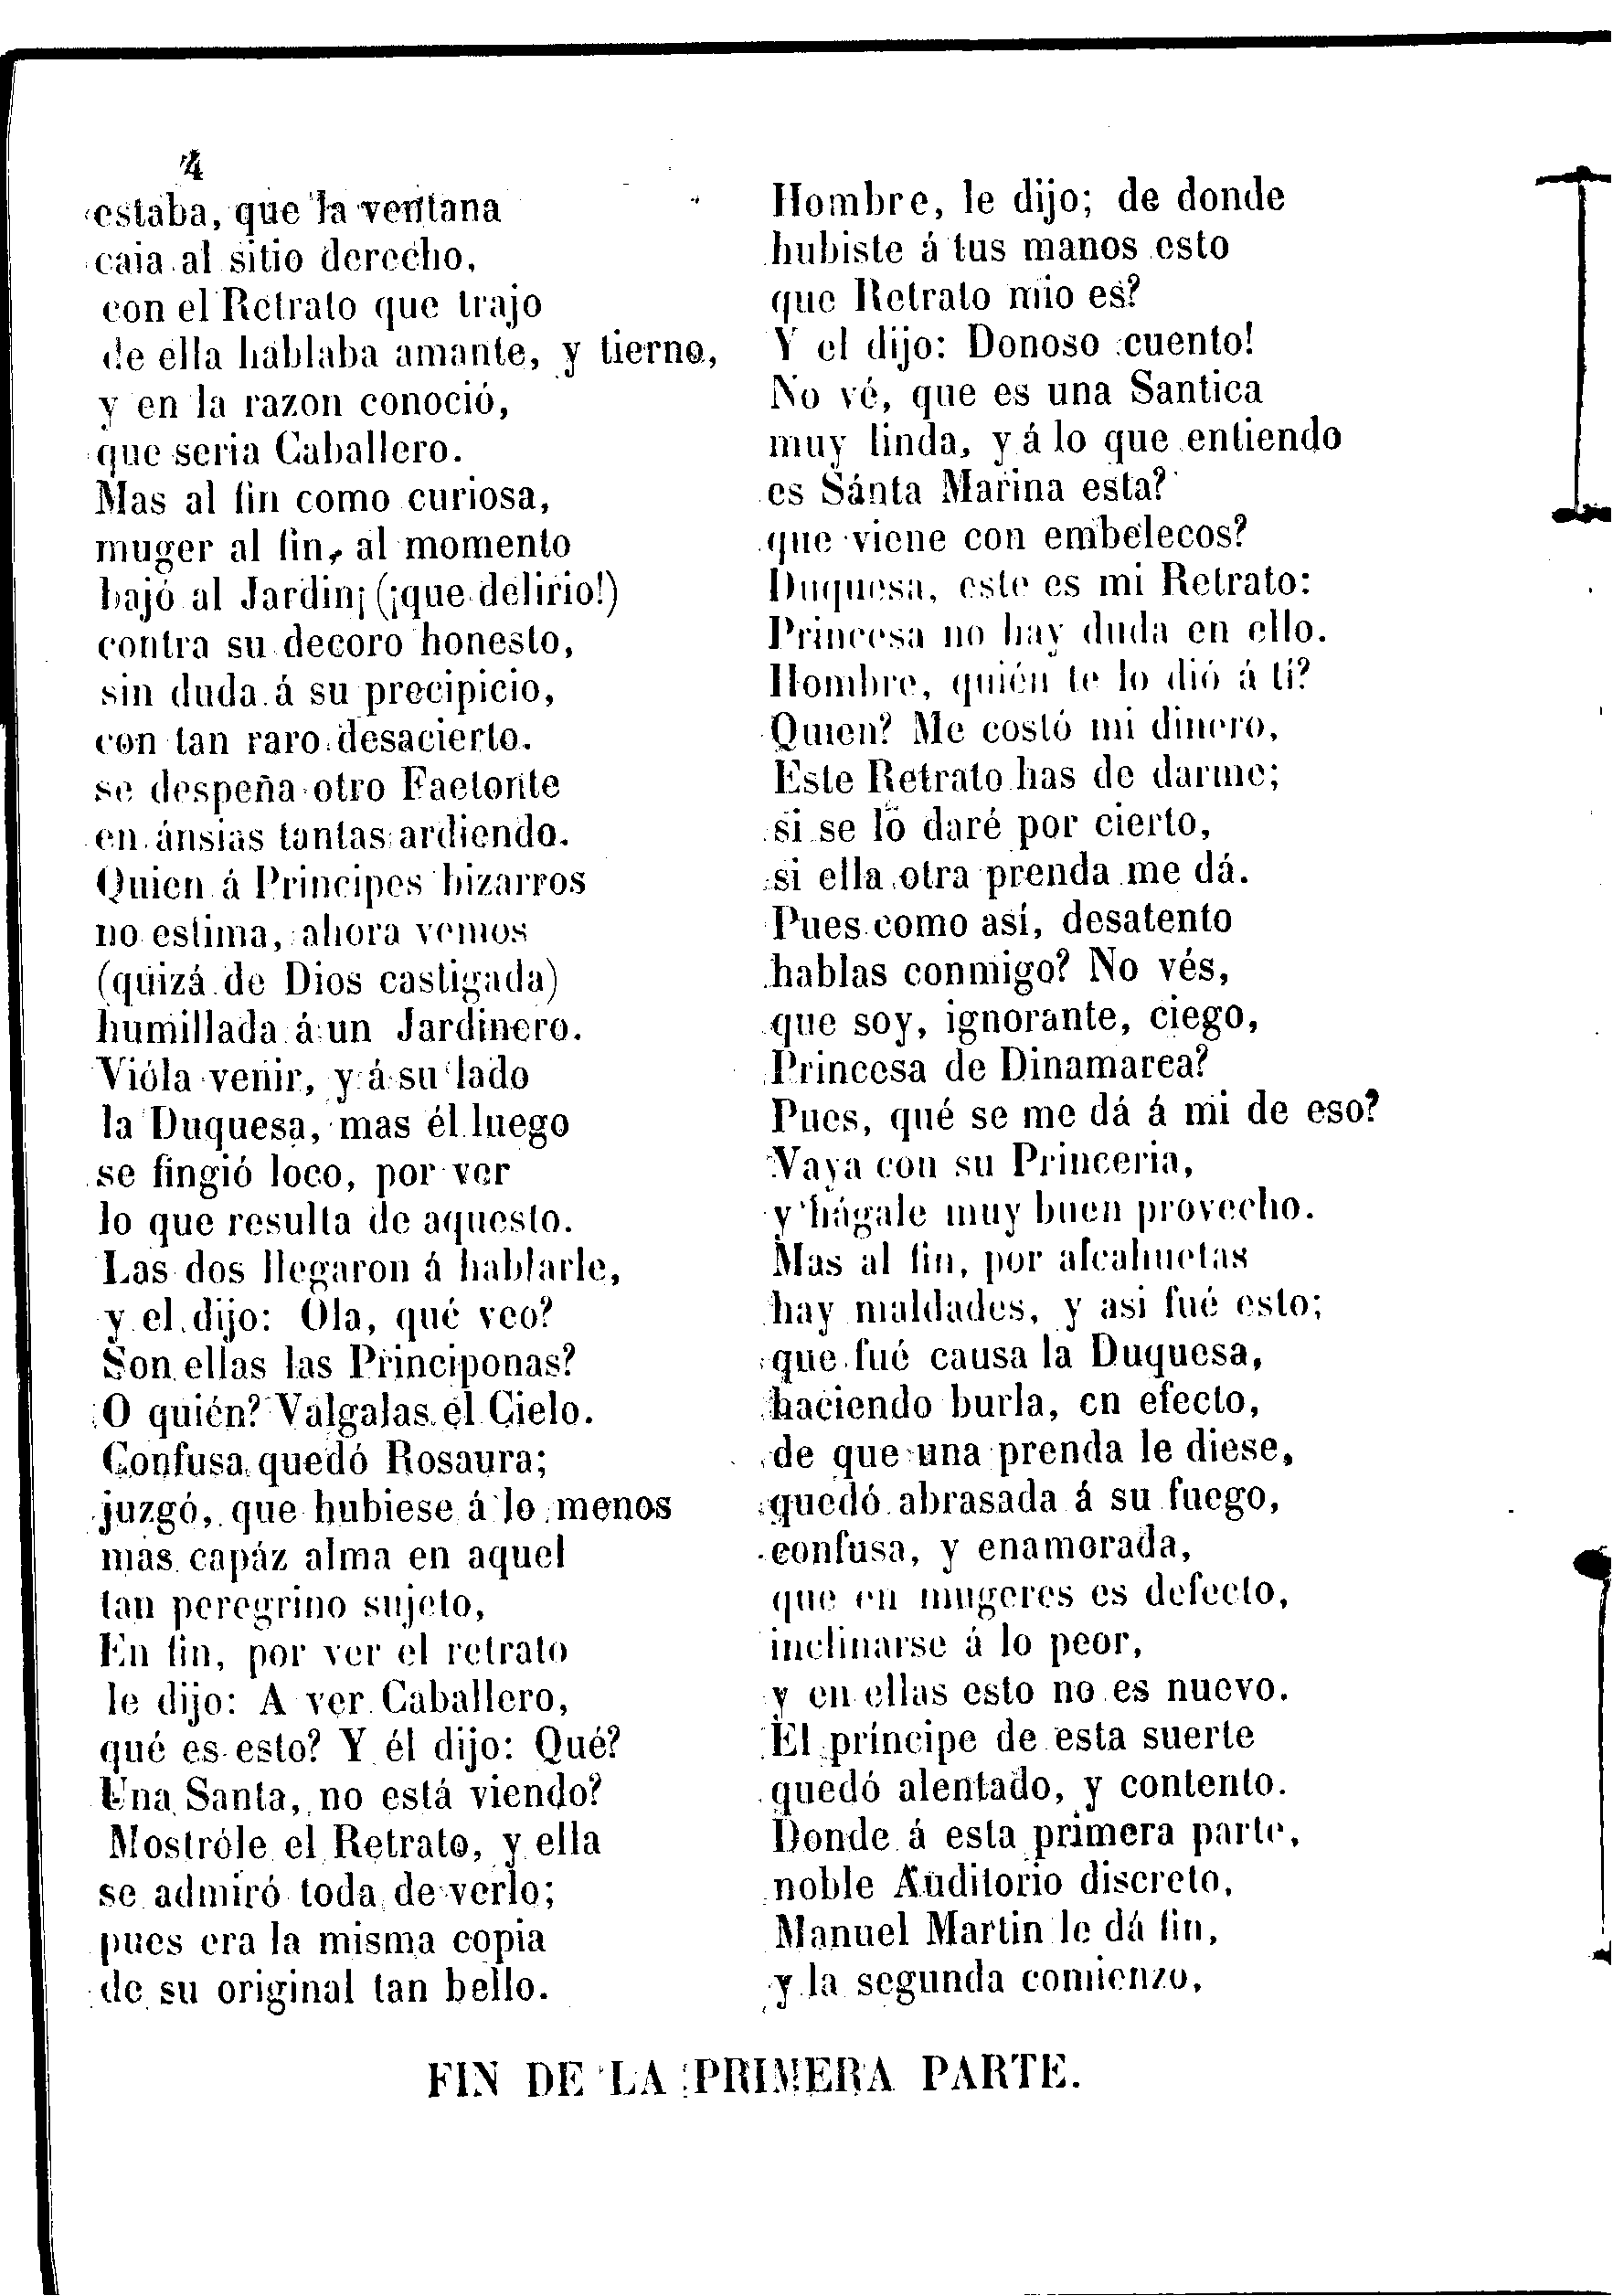 4
estaba, que la ventana
caia al sitio derecho,
con el Retrato que trajo
de ella hablaba amante, y tierno,
y en la razon conoció,
que seria Caballero.
Mas al fin como curiosa,
muger al fin, al momento
bajó al Jardin; (¡que delirio!)
contra su decoro honesto,
sin duda á su precipicio,
con tan raro desacierto.
se despeña otro Faetonte
en ánsias tantas ardiendo.
Quien á Principes bizarros
no estima, ahora vemos
(quizá de Dios castigada)
humillada á un Jardinero.
Vióla venir, y á su lado
la Duquesa, mas él luego
se fingió loco, por ver
lo que resulta de aquesto.
Las dos llegaron á hablarle,
y el dijo: Ola, qué veo?
Son ellas las Principonas?
O quién? Valgalas el Cielo.
Confusa quedó Rosaura;
juzgó, que hubiese á lo menos
mas capáz alma en aquel
tan peregrino sujeto,
En fin, por ver el retrato
le dijo: A ver Caballero,
qué es esto? Y él dijo: Qué?
Una Santa, no está viendo?
Mostróle el Retrato, y ella
se admiró toda de verlo;
pues era la misma copia
de su original tan bello.
Hombre, le dijo; de donde
hubiste á tus manos esto
que Retrato mio es?
Y el dijo: Donoso cuento!
No vé, que es una Santica
muy linda, y á lo que entiendo
es Sánta Marina esta?
que viene con embelecos?
Duquesa, este es mi Retrato:
Princesa no hay duda en ello.
Hombre, quién te lo dió á ti?
Quien? Me costó mi dinero,
Este Retrato has de darme;
si se lo daré por cierto,
si ella otra prenda me dá.
Pues como así, desatento
hablas conmigo? No vés,
que soy, ignorante, ciego,
Princesa de Dinamarca?
Pues, qué se me dá á mi de eso?
Vaya con su Princeria,
y hágale muy buen provecho.
Mas al fin, por alcahuetas
hay maldades, y asi fué esto;
que fué causa la Duquesa,
haciendo burla, en efecto,
de que una prenda le diese,
quedó abrasada á su fuego,
confusa, y enamorada,
que en mugeres es defecto,
inclinarse á lo peor,
y en ellas esto no es nuevo.
El príncipe de esta suerte
quedó alentado, y contento.
Donde á esta primera parte,
noble Auditorio discreto,
Manuel Martin le dá fin,
y la segunda comienzo,
FIN DE LA PRIMERA PARTE.